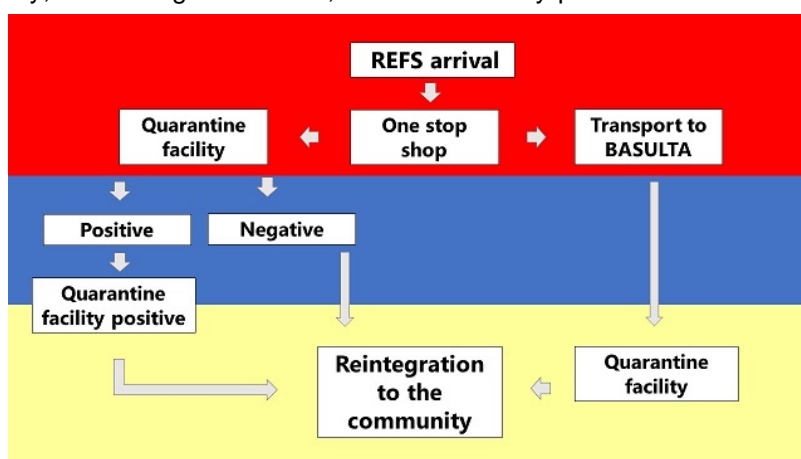 REFS arrival
Quarantine
facility
One stop
shop
Transport to
BASULTA
Positive
Negative
Quarantine
facility positive
Reintegration
to the
community
Quarantine
facility